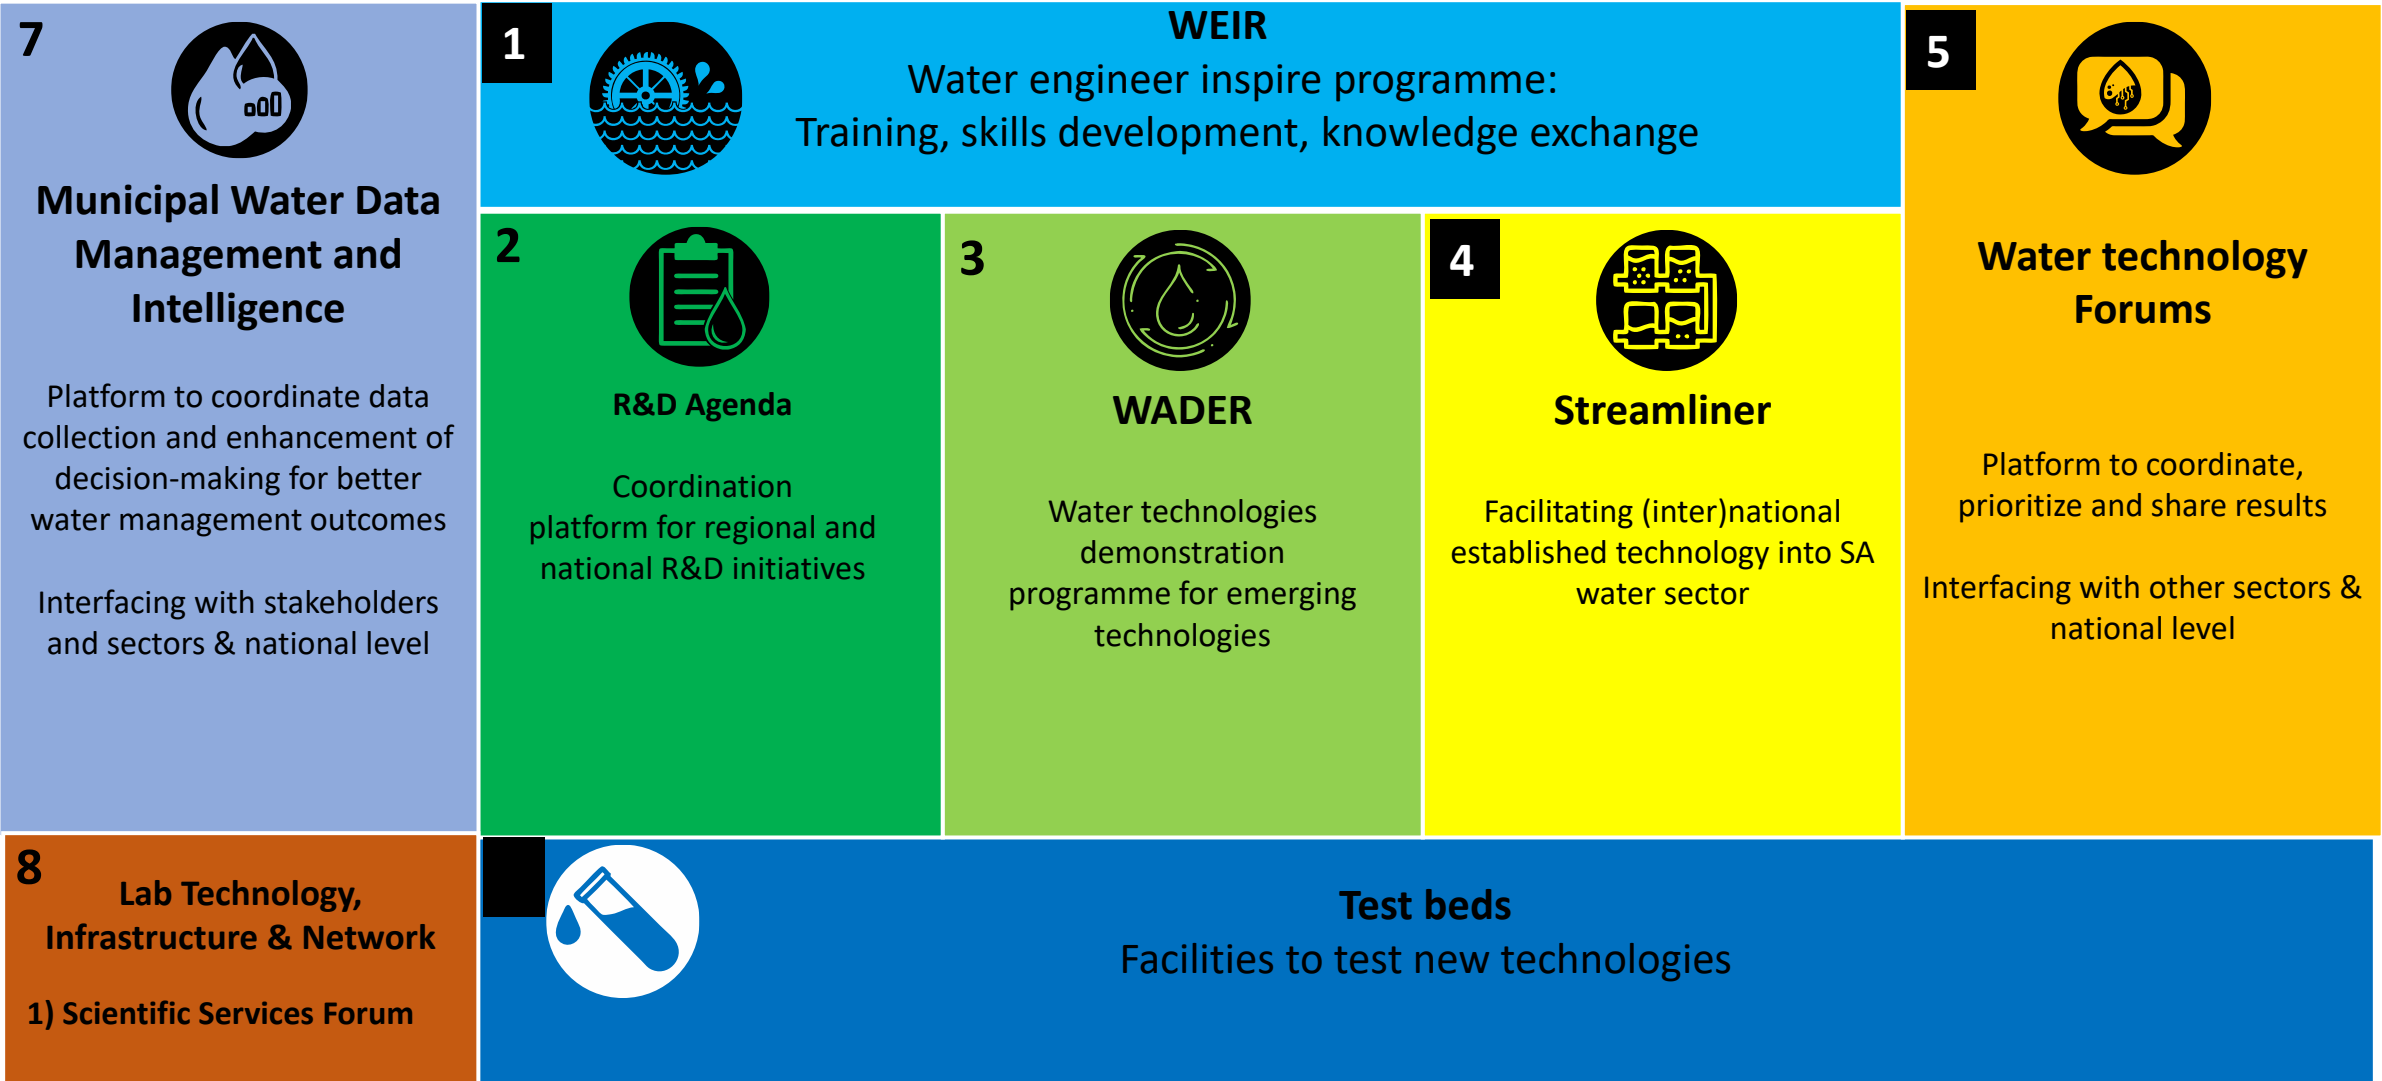 7
Municipal Water Data
Management and
Intelligence
Platform to coordinate data
collection and enhancement of
decision-making for better
water management outcomes
Interfacing with stakeholders
and sectors & national level
1
WEIR
Water engineer inspire programme:
Training, skills development, knowledge exchange
2
R&D Agenda
Coordination
platform for regional and
national R&D initiatives
3
WADER
Water technologies
demonstration
programme for emerging
technologies
4
Streamliner
Facilitating (inter)national
established technology into SA
water sector
5
Water technology
Forums
Platform to coordinate,
prioritize and share results
Interfacing with other sectors &
national level
8
Lab Technology,
Infrastructure & Network
1) Scientific Services Forum
Test beds
Facilities to test new technologies